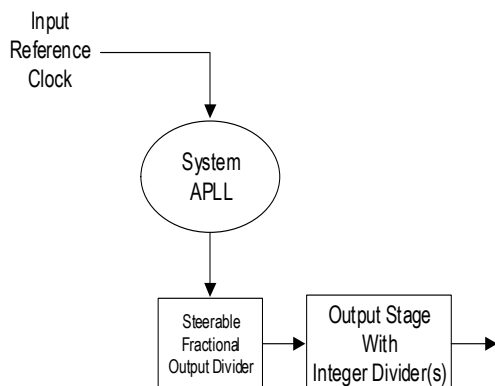 Input
Reference
Clock
System
APLL
Steerable
Fractional
Output Divider
Output Stage
With
Integer Divider(s)